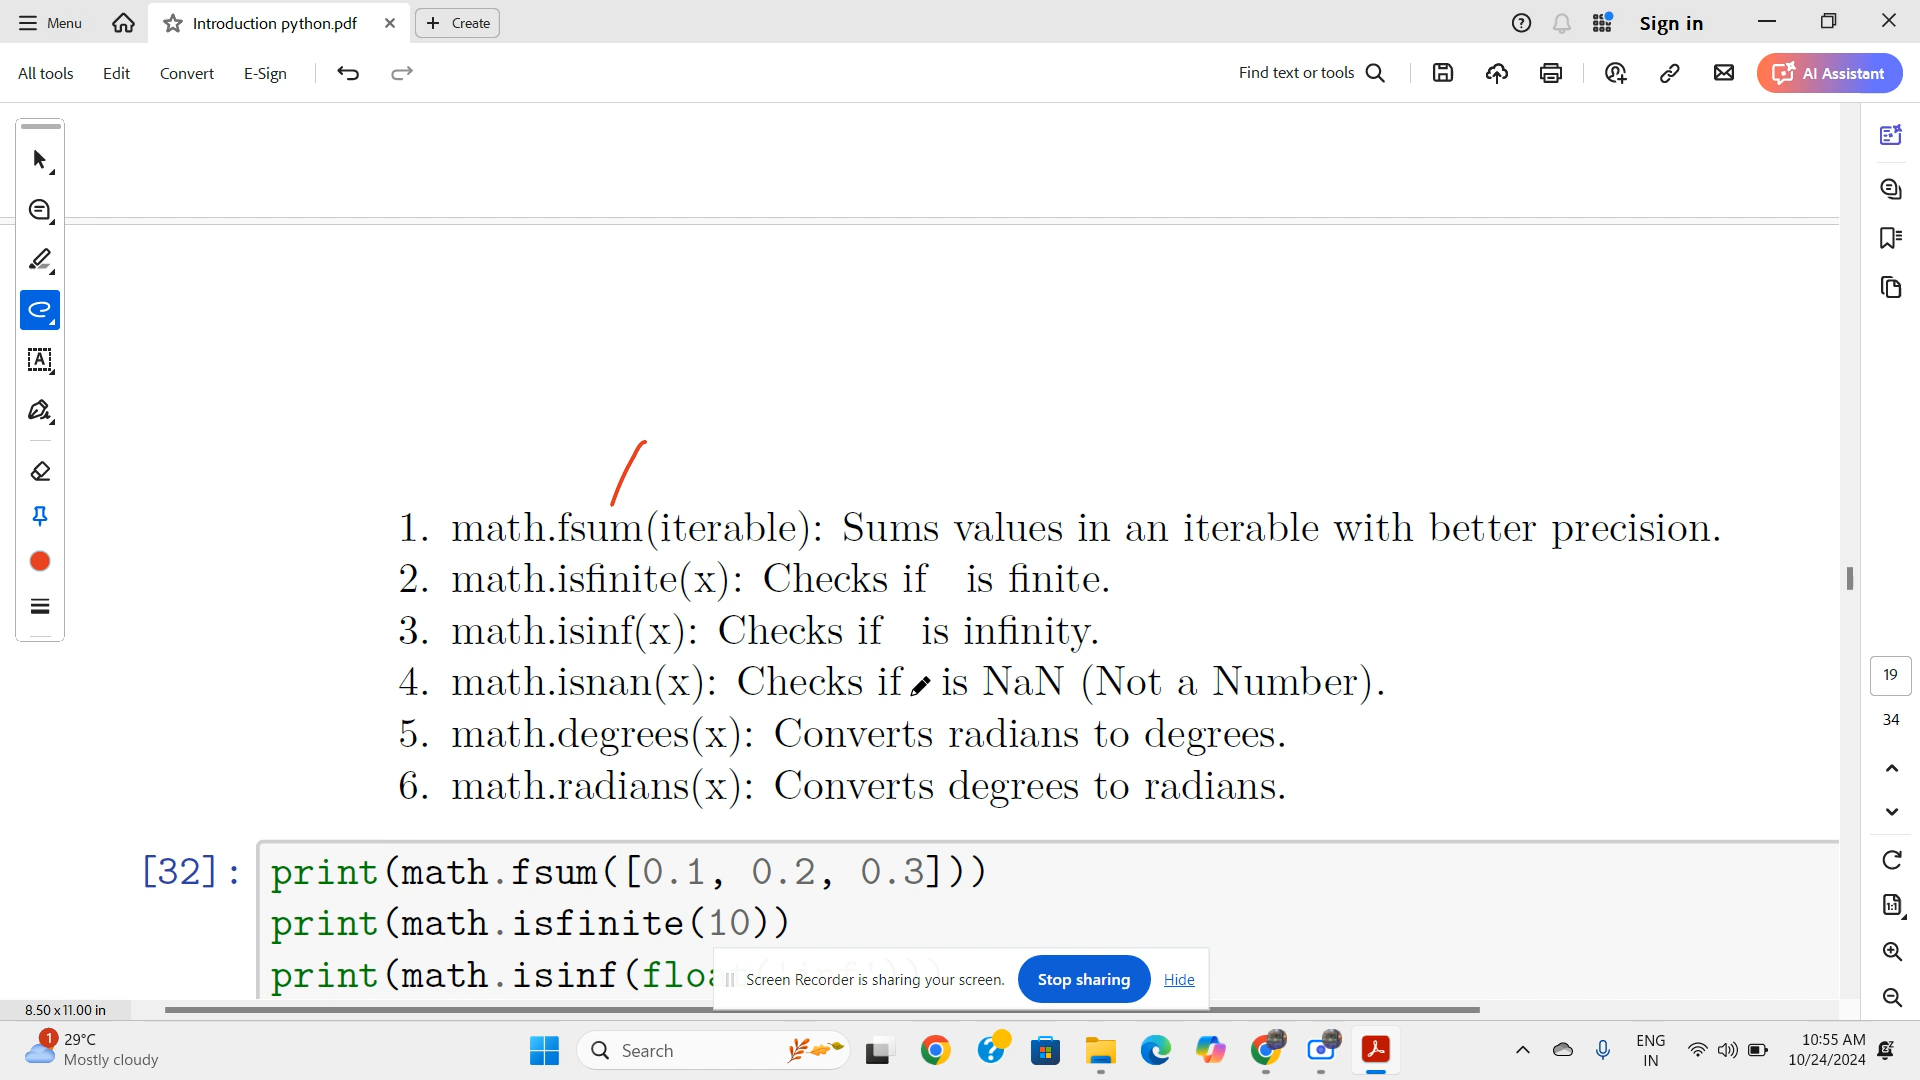 Menu
Introduction python.pdf
Create
Sign in
All tools
Edit
Convert
E-Sign
Find text or tools
AI Assistant
1. math.fsum(iterable): Sums values in an iterable with better precision.
2. math.isfinite(x): Checks if is finite.
3. math.isinf(x): Checks if is infinity.
4. math.isnan(x): Checks if is NaN (Not a Number).
5. math.degrees(x): Converts radians to degrees.
6. math.radians(x): Converts degrees to radians.
19
34
[32]: print(math.fsum([0.1, 0.2, 0.3]))
print(math.isfinite(10))
print(math.isinf(floa
Screen Recorder is sharing your screen.
Stop sharing
Hide
8.50 x 11.00 in
1
29°C
Mostly cloudy
Search
ENG
IN
10:55 AM
10/24/2024